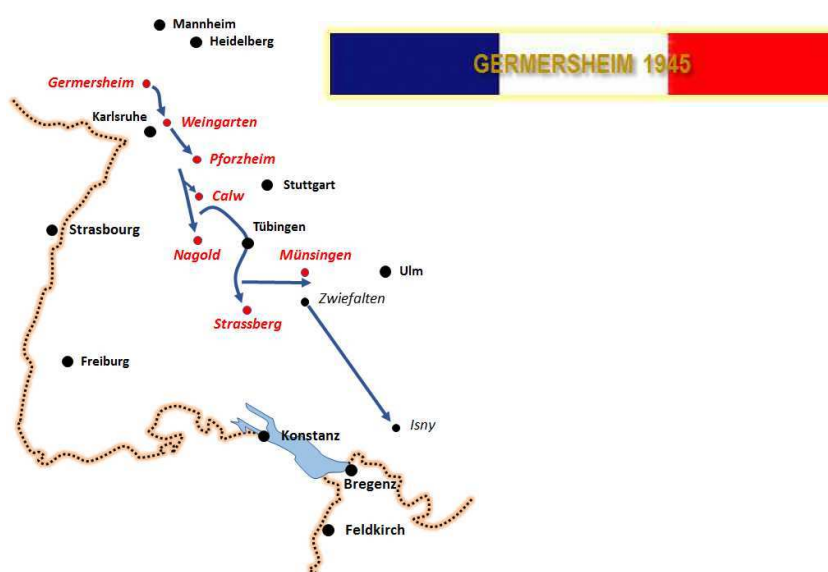 Mannheim
Heidelberg
GERMERSHEIM 1945
Germersheim
Karlsruhe
Weingarten
Pforzheim
Stuttgart
Calw
Strasbourg
Tübingen
Nagold
Münsingen
Ulm
Zwiefalten
Strassberg
Freiburg
Isny
Konstanz
Bregenz
Feldkirch